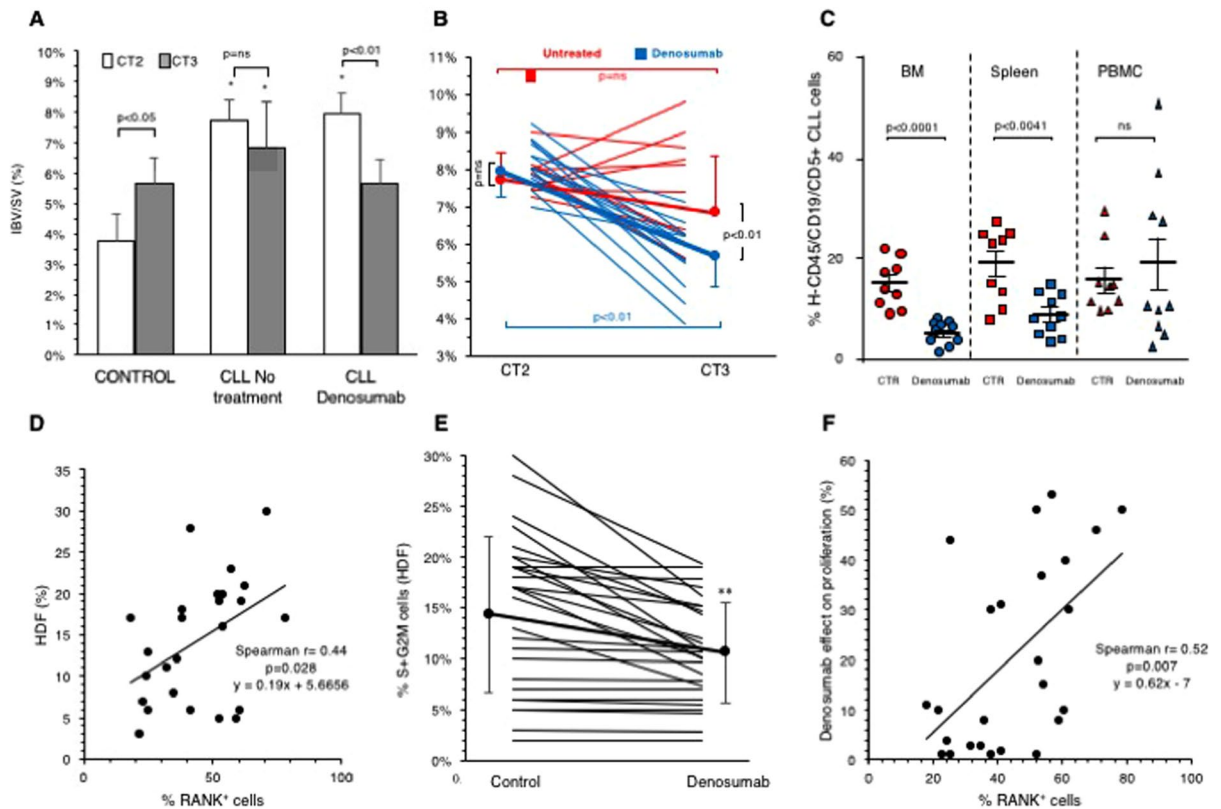 A
CT2 CT3
p<0.05
p=ns
p<0.01
*
*
*
IBV/SV (%)
10%
9%
8%
7%
6%
5%
4%
3%
2%
1%
0%
CONTROL
CLL No
treatment
CLL
Denosumab
B
Untreated Denosumab
p=ns
p=ns
p<0.01
p<0.01
12%
11%
10%
9%
8%
7%
6%
5%
4%
3%
CT2 CT3
C
% H-CD45/CD19/CD5+ CLL cells
60
40
20
0
BM Spleen PBMC
p<0.0001 p<0.0041 ns
CTR Denosumab CTR Denosumab CTR Denosumab
D
HDF (%)
35
30
25
20
15
10
5
0
Spearman r= 0.44
p=0.028
y = 0.19x + 5.6656
0 50 100
% RANK+ cells
E
% S+G2M cells (HDF)
30%
25%
20%
15%
10%
5%
0%
**
0.
Control Denosumab
F
Denosumab effect on proliferation (%)
60
50
40
30
20
10
0
Spearman r= 0.52
p=0.007
y = 0.62x - 7
0 20 40 60 80 100
% RANK+ cells